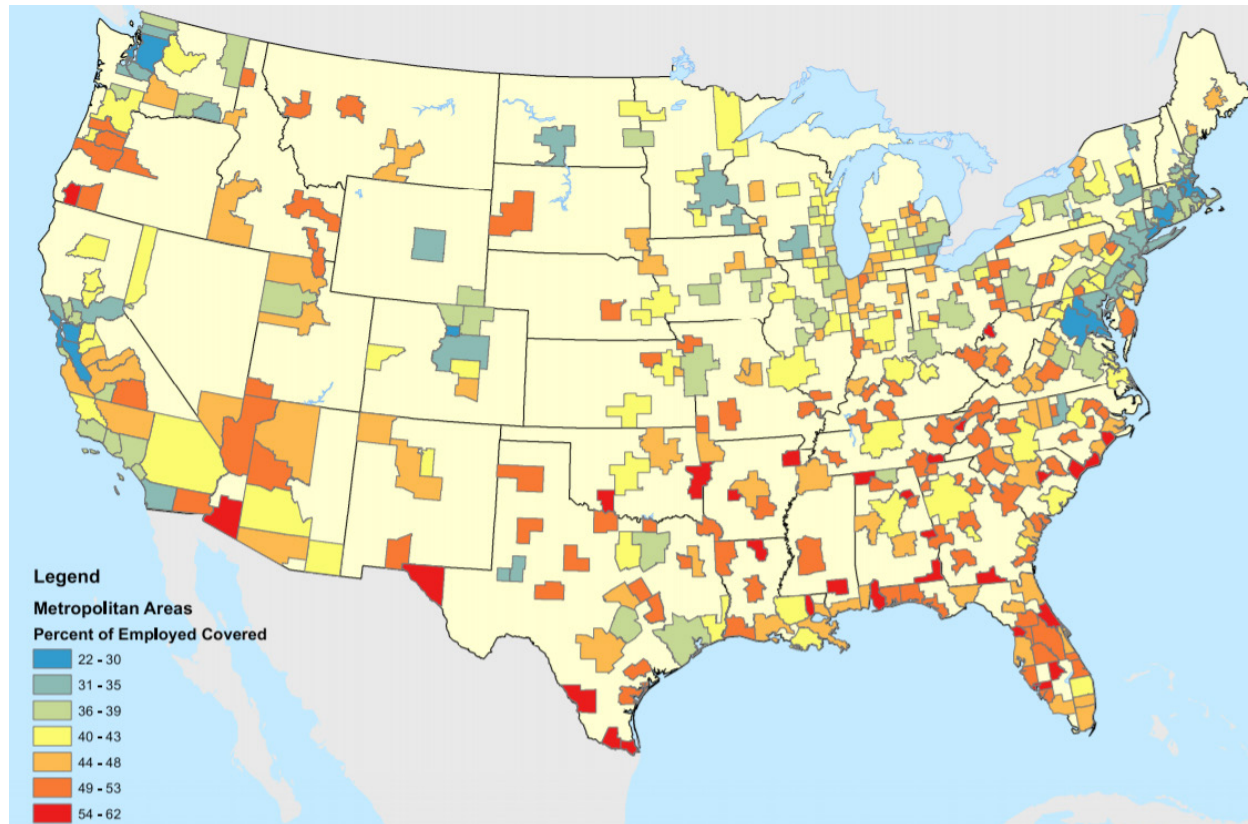 Legend
Metropolitan Areas
Percent of Employed Covered
22 - 30
31 - 35
36 - 39
40 - 43
44 - 48
49 - 53
54 - 62